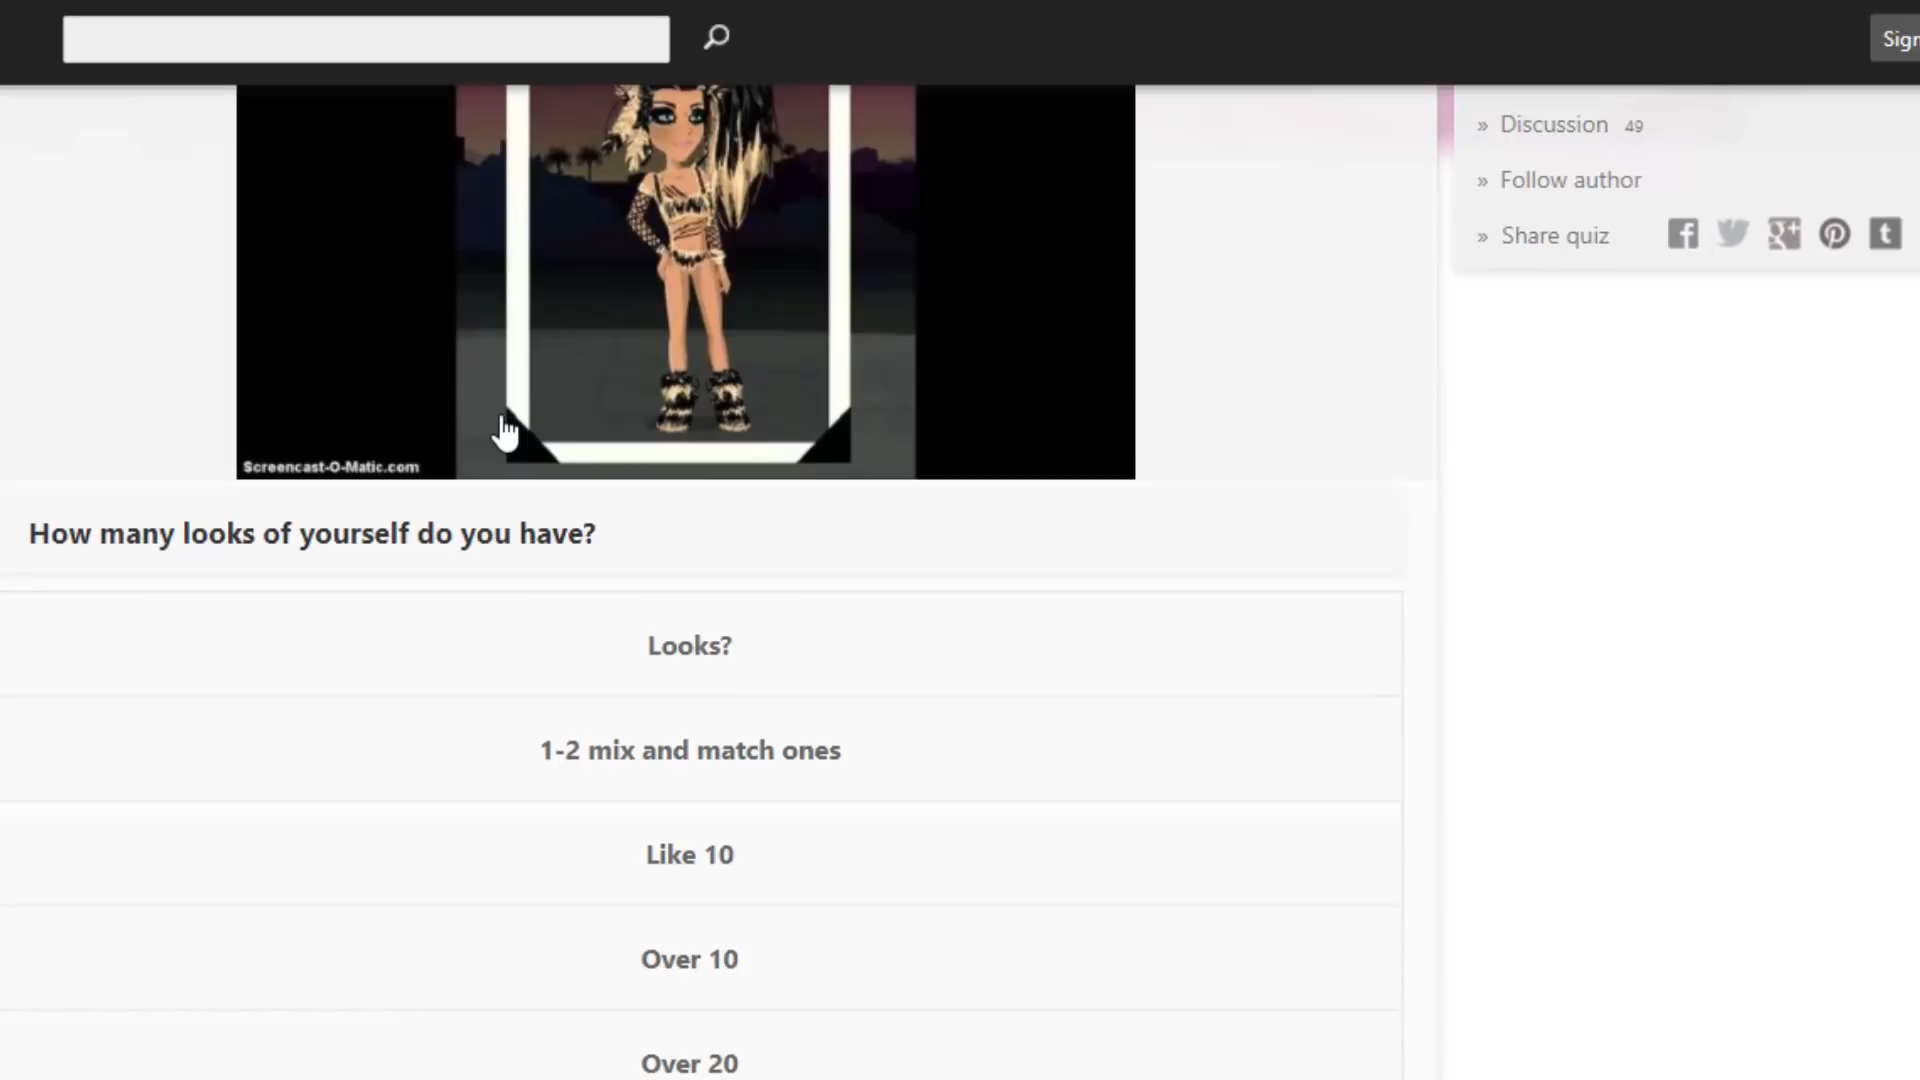 Sign
» Discussion 49
» Follow author
» Share quiz
Screencast-O-Matic.com
How many looks of yourself do you have?
Looks?
1-2 mix and match ones
Like 10
Over 10
Over 20